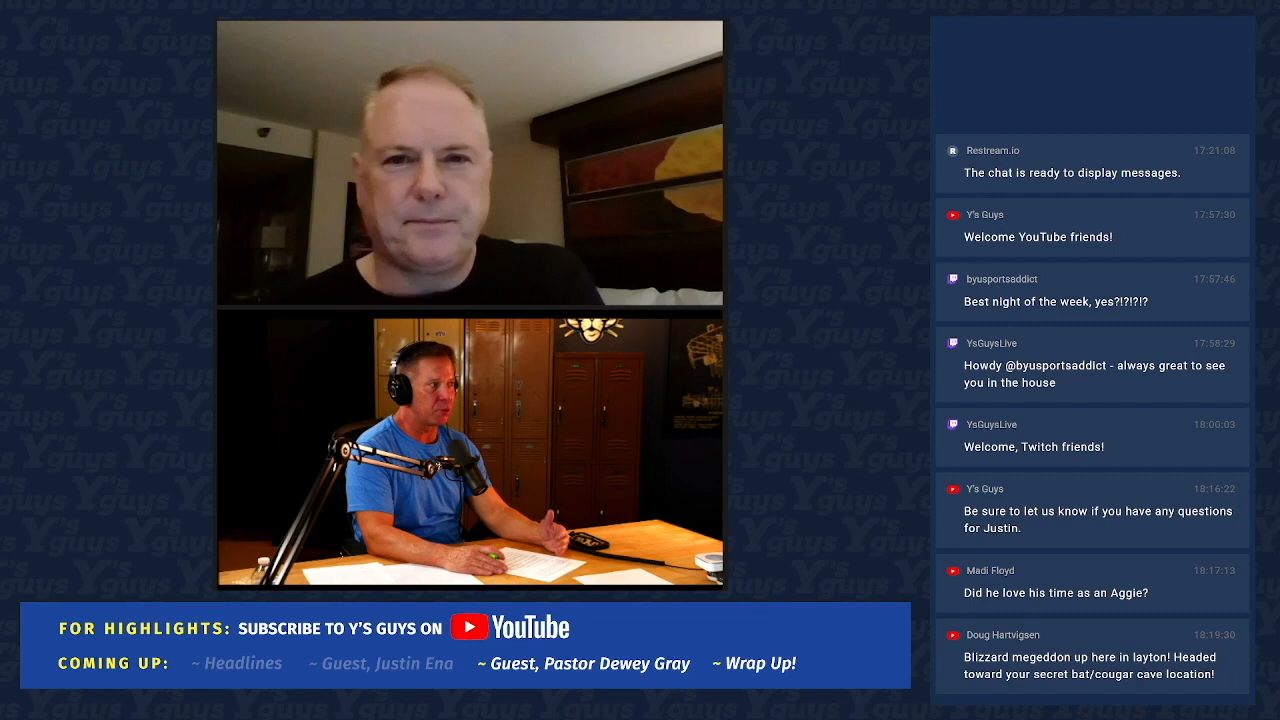 Restream.io 17:21:08
The chat is ready to display messages.
Y's Guys 17:57:30
Welcome YouTube friends!
byusportsaddict 17:57:46
Best night of the week, yes?!?!?!?
YsGuysLive 17:58:29
Howdy @byusportsaddict - always great to see
you in the house
YsGuysLive 18:00:03
Welcome, Twitch friends!
Y's Guys 18:16:22
Be sure to let us know if you have any questions
for Justin.
Madi Floyd 18:17:13
Did he love his time as an Aggie?
Doug Hartvigsen 18:19:30
Blizzard megeddon up here in layton! Headed
toward your secret bat/cougar cave location!
FOR HIGHLIGHTS: SUBSCRIBE TO Y'S GUYS ON YouTube
COMING UP: ~ Headlines ~ Guest, Justin Ena ~ Guest, Pastor Dewey Gray ~ Wrap Up!